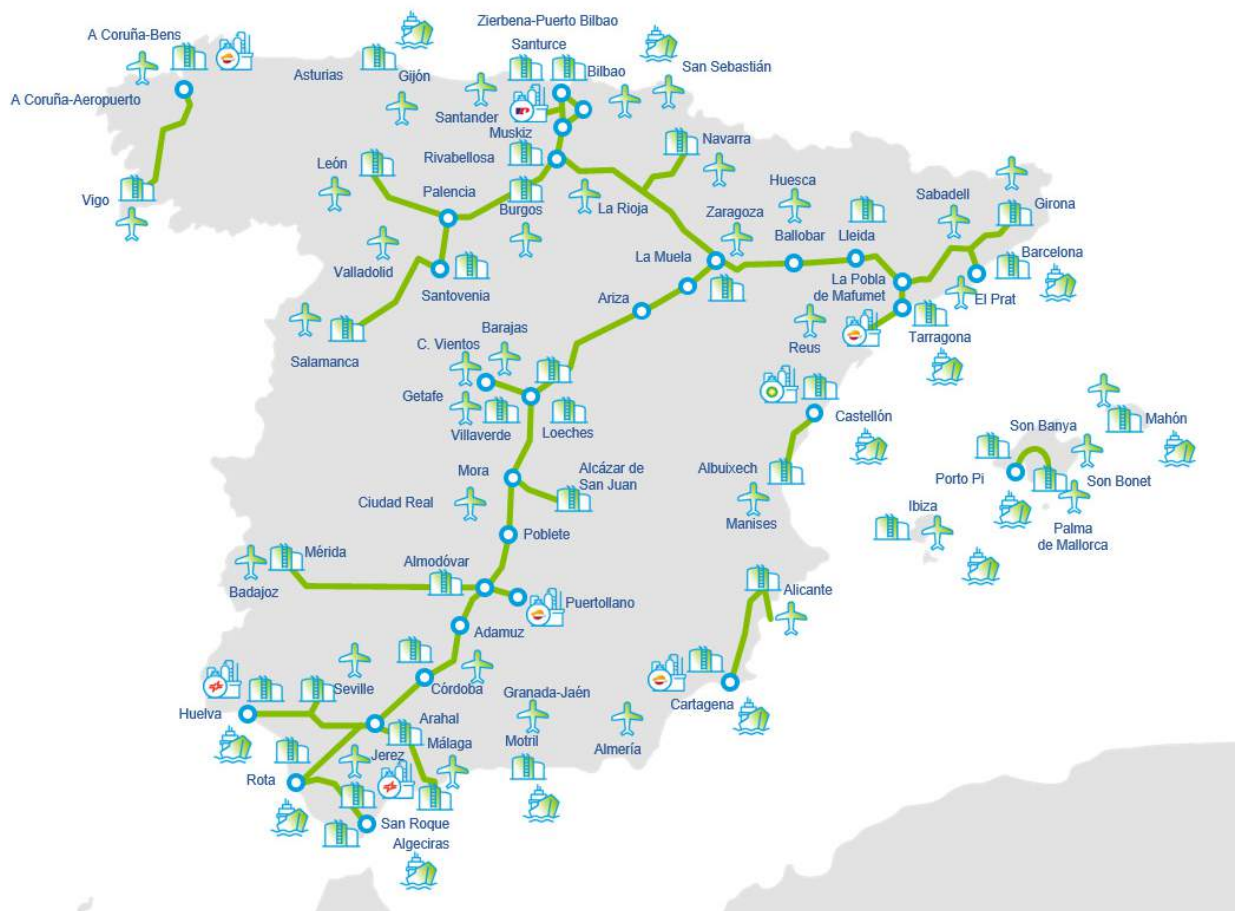 Zierbena-Puerto Bilbao
A Coruña-Bens
Santurce
Asturias
Gijón
Bilbao
San Sebastián
A Coruña-Aeropuerto
Santander
Muskiz
Navarra
León
Rivabellosa
Vigo
Palencia
Burgos
La Rioja
Huesca
Zaragoza
Sabadell
Girona
Ballobar
Lleida
Valladolid
La Muela
Barcelona
Santovenia
Ariza
La Pobla
de Mafumet
El Prat
Salamanca
Barajas
C. Vientos
Reus
Tarragona
Getafe
Villaverde
Loeches
Castellón
Mahón
Son Banya
Mora
Alcázar de
San Juan
Albuixech
Porto Pi
Son Bonet
Ciudad Real
Manises
Ibiza
Palma
de Mallorca
Poblete
Mérida
Almodóvar
Badajoz
Puertollano
Alicante
Adamuz
Seville
Córdoba
Granada-Jaén
Cartagena
Huelva
Arahal
Málaga
Motril
Almería
Jerez
Rota
San Roque
Algeciras